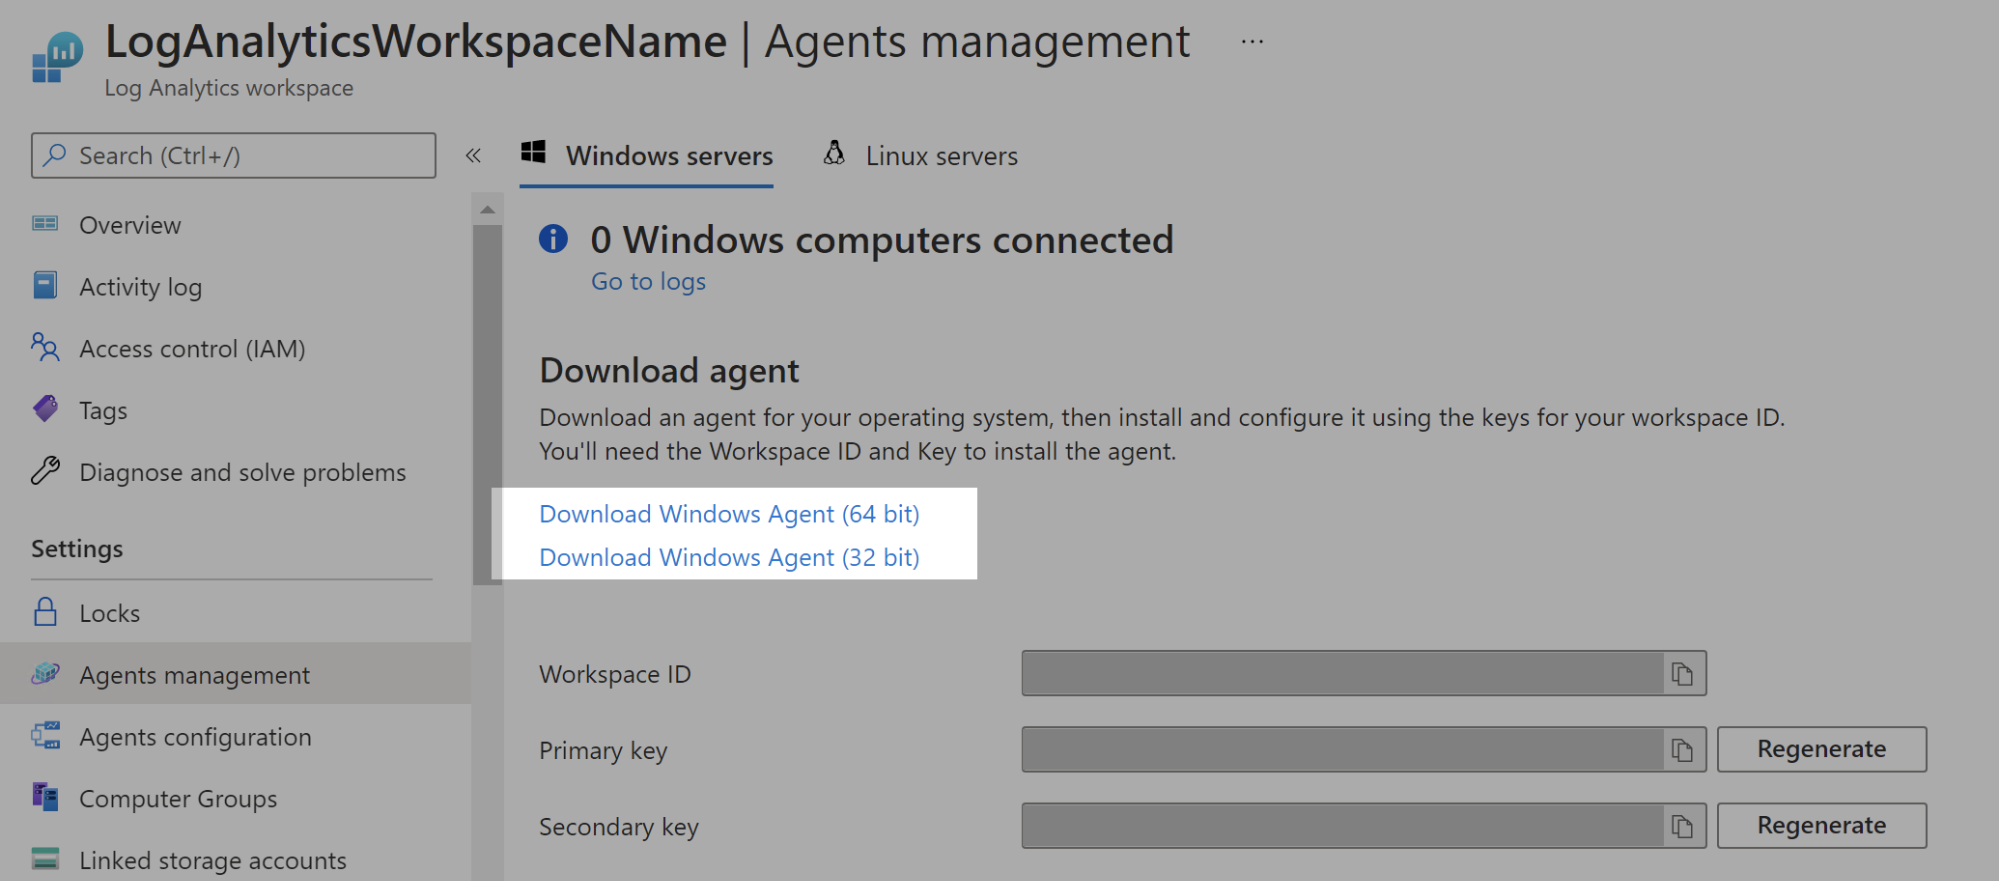 LogAnalyticsWorkspaceName | Agents management ...
Log Analytics workspace
Search (Ctrl+/)
«
Overview
Activity log
Access control (IAM)
Tags
Diagnose and solve problems
Settings
Locks
Agents management
Agents configuration
Computer Groups
Linked storage accounts
Windows servers
Linux servers
0 Windows computers connected
Go to logs
Download agent
Download an agent for your operating system, then install and configure it using the keys for your workspace ID.
You'll need the Workspace ID and Key to install the agent.
Download Windows Agent (64 bit)
Download Windows Agent (32 bit)
Workspace ID
Primary key
Regenerate
Secondary key
Regenerate